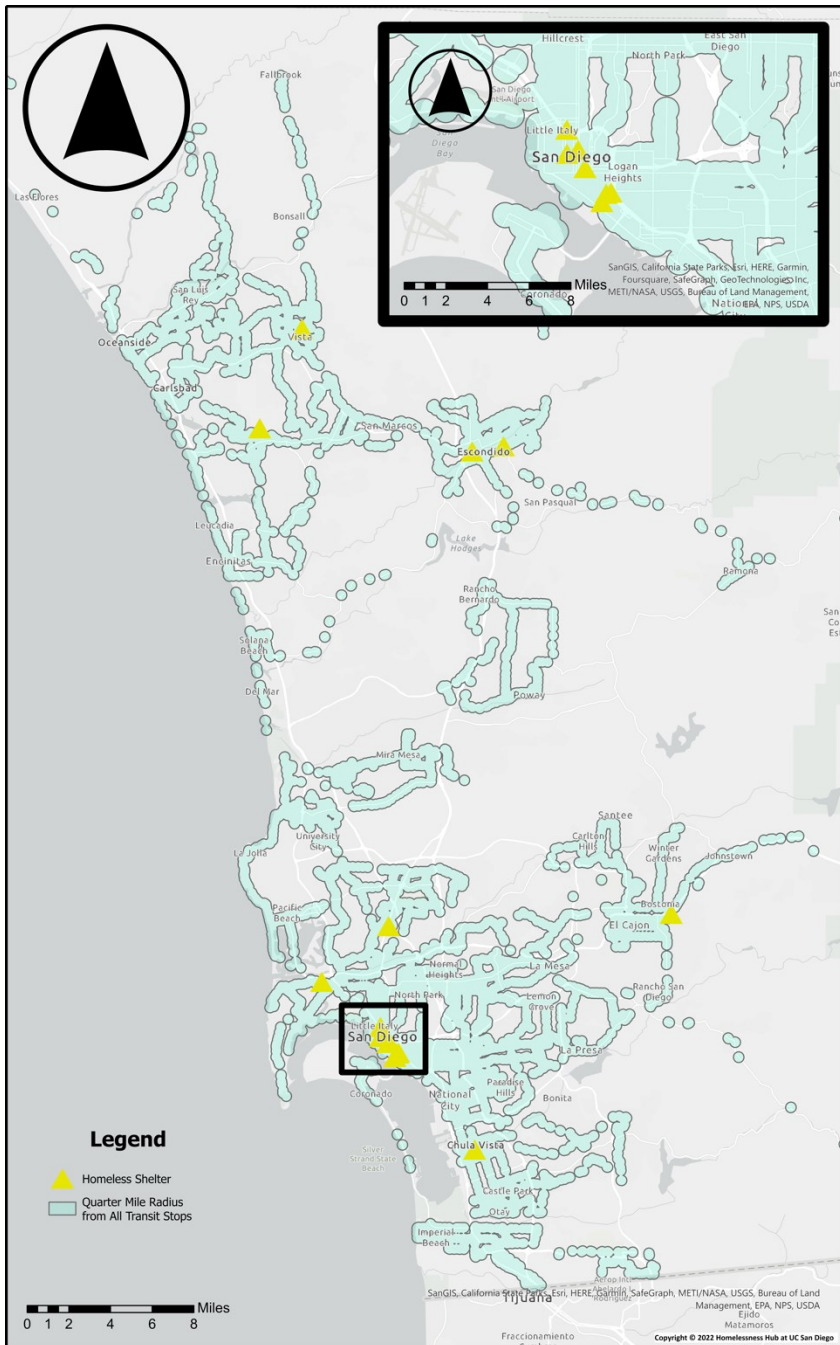 Hillcrest
North Park
East San
Diego
San Diego
Int'l Airport
San
Diego
Bay
Little Italy
San Diego
Logan
Heights
Coronado
SanGIS, California State Parks, Esri, HERE, Garmin,
Foursquare, SafeGraph, GeoTechnologies, Inc,
METI/NASA, USGS, Bureau of Land Management,
EPA, NPS, USDA
Miles
0 1 2 4 6 8
Fallbrook
Las Flores
Bonsall
San Luis
Rey
Oceanside
Vista
Carlsbad
San Marcos
Escondido
San Pasqual
Leucadia
Lake
Hodges
Encinitas
Ramona
Rancho
Bernardo
Solana
Beach
Del Mar
Poway
Mira Mesa
University
City
La Jolla
Santee
Carlton
Hills
Winter
Gardens
Johnstown
Pacific
Beach
Bostonia
El Cajon
Normal
Heights
La Mesa
North Park
Lemon
Grove
Rancho San
Diego
Little Italy
San Diego
La Presa
Coronado
National
City
Paradise
Hills
Bonita
Silver
Strand State
Beach
Chula Vista
Castle Park
Otay
Imperial
Beach
Legend
Homeless Shelter
Quarter Mile Radius
from All Transit Stops
Miles
0 1 2 4 6 8
SanGIS, California State Parks, Esri, HERE, Garmin, SafeGraph, METI/NASA, USGS, Bureau of Land
Management, EPA, NPS, USDA
Tijuana
Ejido
Matamoros
Fraccionamiento
Copyright © 2022 Homelessness Hub at UC San Diego